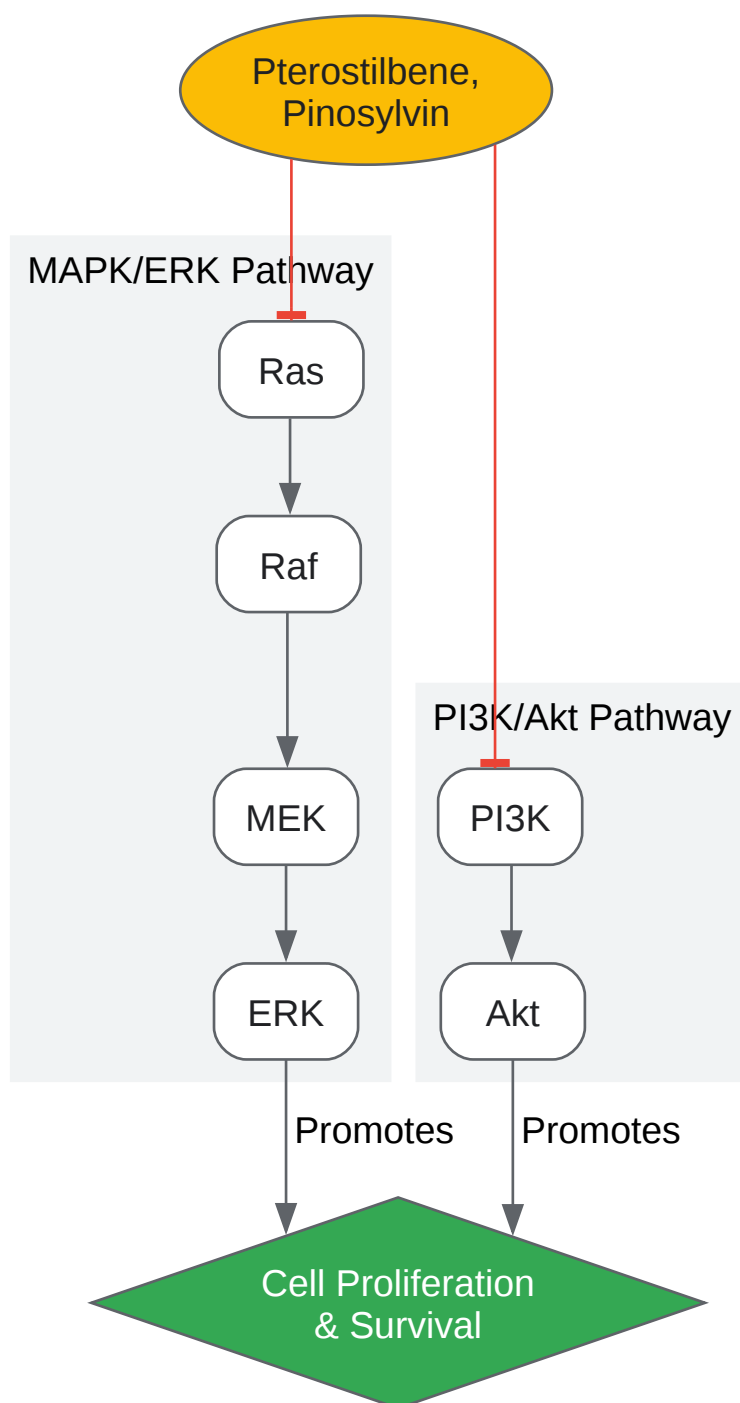 Pterostilbene,
Pinosylvin
MAPK/ERK Pathway
Ras
Raf
PI3K/Akt Pathway
MEK
PI3K
ERK
Akt
Promotes
Promotes
Cell Proliferation
& Survival